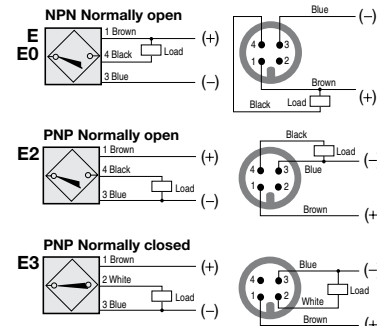 NPN Normally open
E
E0
1 Brown
(+)
4 Black
Load
3 Blue
(−)
Blue
(−)
4 3
1 2
Brown
(+)
Black
Load
PNP Normally open
E2
1 Brown
(+)
4 Black
Load
3 Blue
(−)
Black
Load
(−
4 3
Blue
1 2
Brown
(+
PNP Normally closed
E3
1 Brown
(+)
2 White
Load
3 Blue
(−)
Blue
(−
4 3
Load
1 2
White
Brown
(+